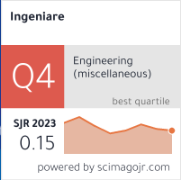 Ingeniare
Q4
Engineering
(miscellaneous)
best quartile
SJR 2023
0.15
powered by scimagojr.com